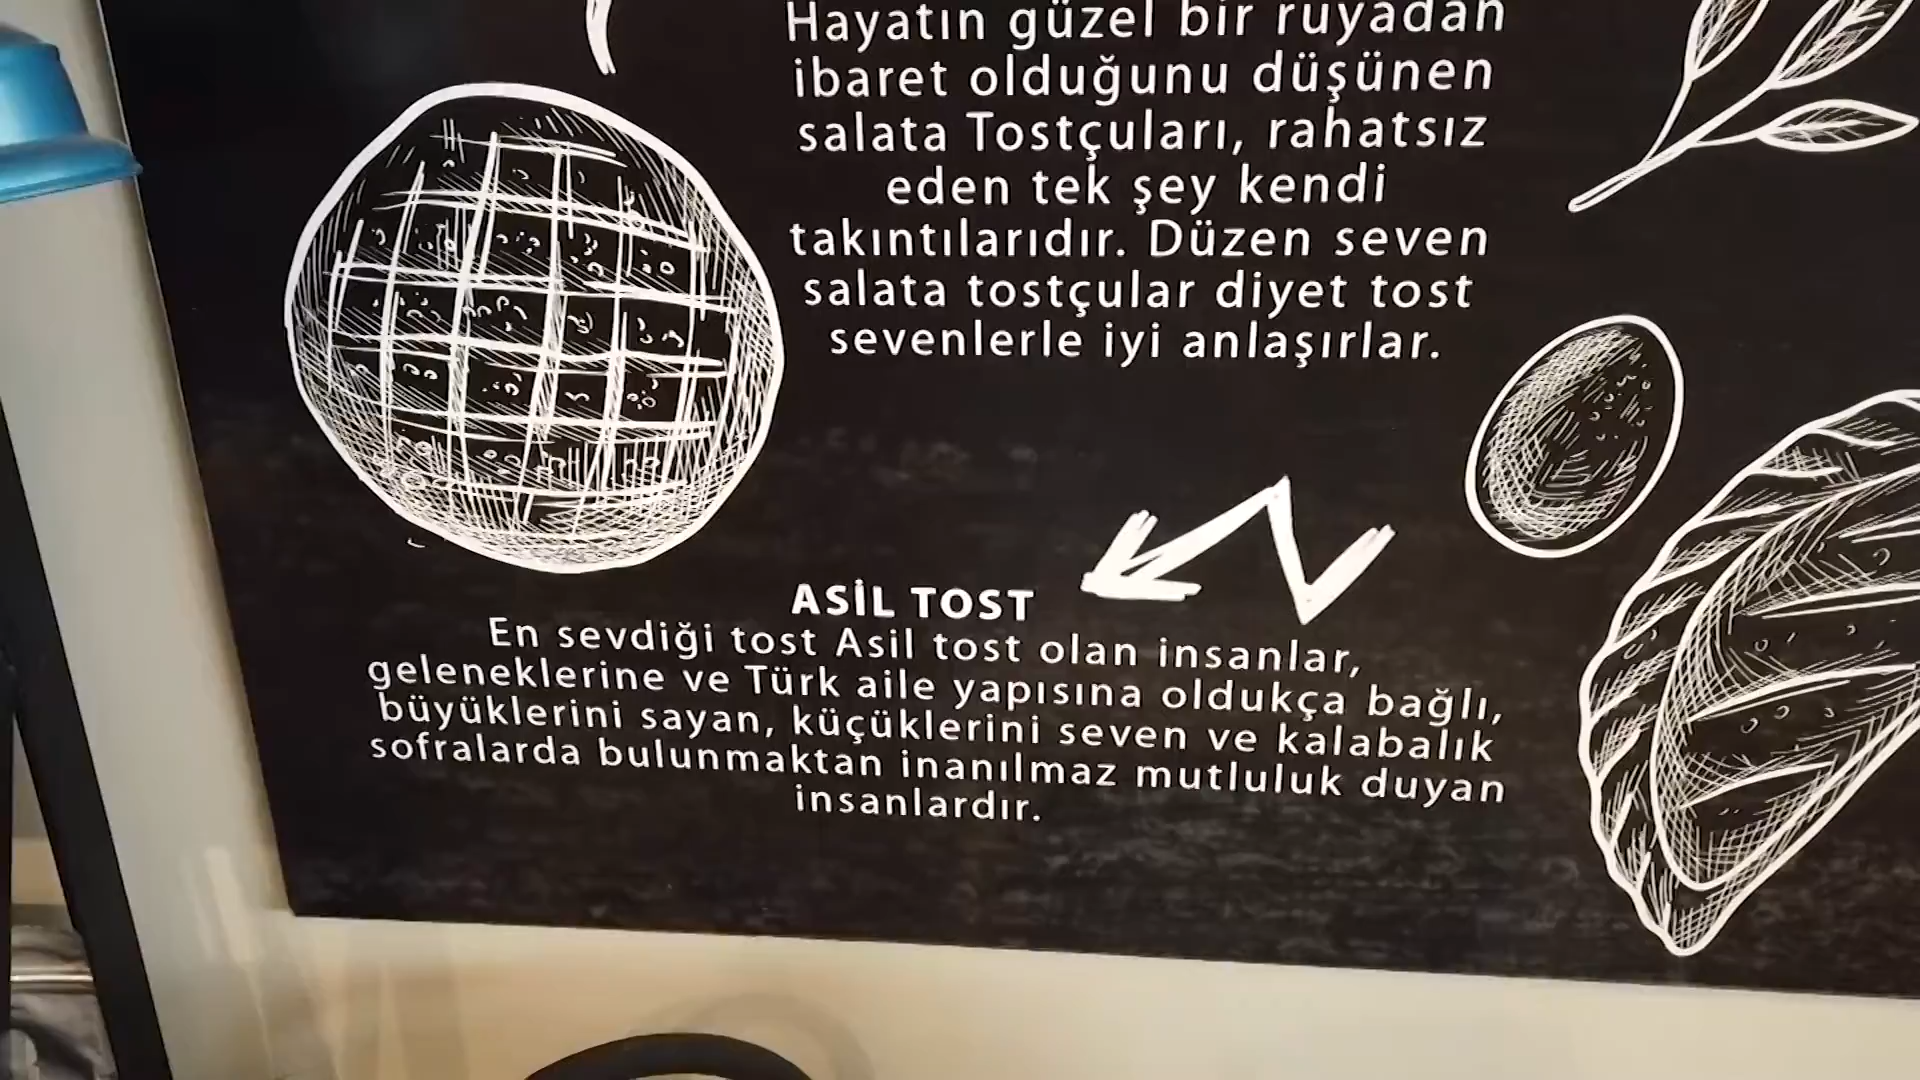 Hayatın güzel bir rüyadan
ibaret olduğunu düşünen
salata Tostçuları, rahatsız
eden tek şey kendi
takıntılarıdır. Düzen seven
salata tostçular diyet tost
sevenlerle iyi anlaşırlar.
ASİL TOST
En sevdiği tost Asil tost olan insanlar,
geleneklerine ve Türk aile yapısına oldukça bağlı,
büyüklerini sayan, küçüklerini seven ve kalabalık
sofralarda bulunmaktan inanılmaz mutluluk duyan
insanlardır.